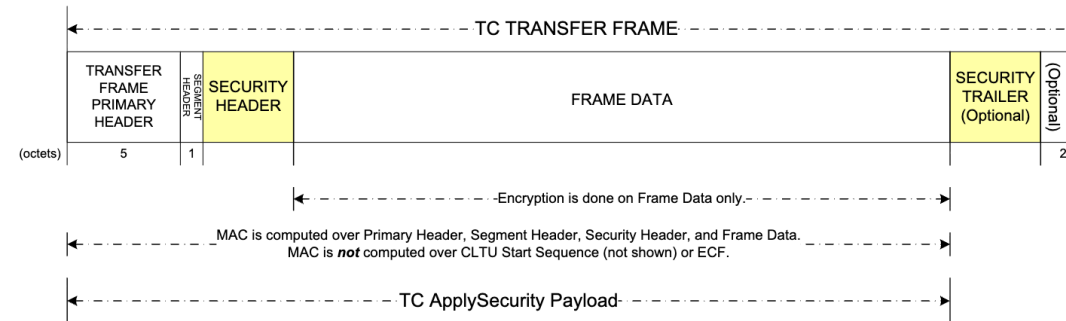 TC TRANSFER FRAME
TRANSFER
FRAME
PRIMARY
HEADER
SEGMENT
HEADER
SECURITY
HEADER
FRAME DATA
SECURITY
TRAILER
(Optional)
(Optional)
(octets)
5
1
2
Encryption is done on Frame Data only.
MAC is computed over Primary Header, Segment Header, Security Header, and Frame Data.
MAC is not computed over CLTU Start Sequence (not shown) or ECF.
TC ApplySecurity Payload